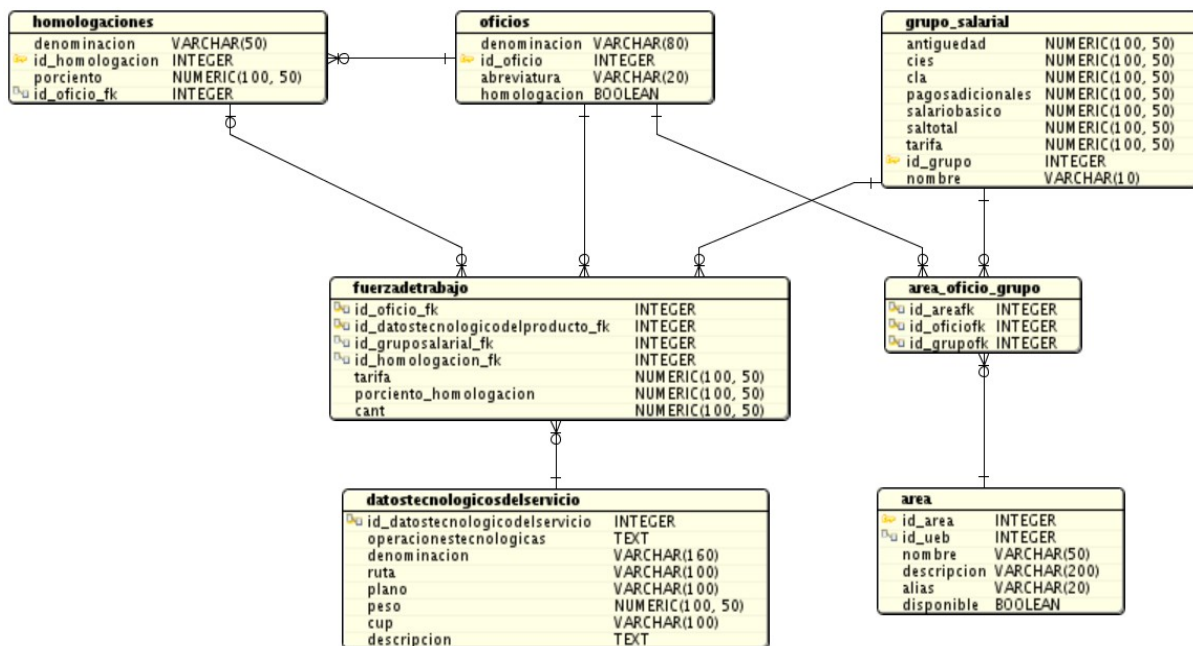 homologaciones
denominacion VARCHAR(50)
id_homologacion INTEGER
porciento NUMERIC(100, 50)
id_oficio_fk INTEGER
oficios
denominacion VARCHAR(80)
id_oficio INTEGER
abreviatura VARCHAR(20)
homologacion BOOLEAN
grupo_salarial
antiguedad NUMERIC(100, 50)
cies NUMERIC(100, 50)
cla NUMERIC(100, 50)
pagosadicionales NUMERIC(100, 50)
salariobasico NUMERIC(100, 50)
saltotal NUMERIC(100, 50)
tarifa NUMERIC(100, 50)
id_grupo INTEGER
nombre VARCHAR(10)
fuerzadetrabajo
id_oficio_fk INTEGER
id_datostecnologicodelproducto_fk INTEGER
id_gruposalarial_fk INTEGER
id_homologacion_fk INTEGER
tarifa NUMERIC(100, 50)
porciento_homologación NUMERIC(100, 50)
cant NUMERIC(100, 50)
area_oficio_grupo
id_areafk INTEGER
id_oficiofk INTEGER
id_grupofk INTEGER
datostecnologicosdelservicio
id_datostecnologicodelservicio INTEGER
operacionestecnologicas TEXT
denominacion VARCHAR(160)
ruta VARCHAR(100)
plano VARCHAR(100)
peso NUMERIC(100, 50)
cup VARCHAR(100)
descripcion TEXT
area
id_area INTEGER
id_ueb INTEGER
nombre VARCHAR(50)
descripcion VARCHAR(200)
alias VARCHAR(20)
disponible BOOLEAN